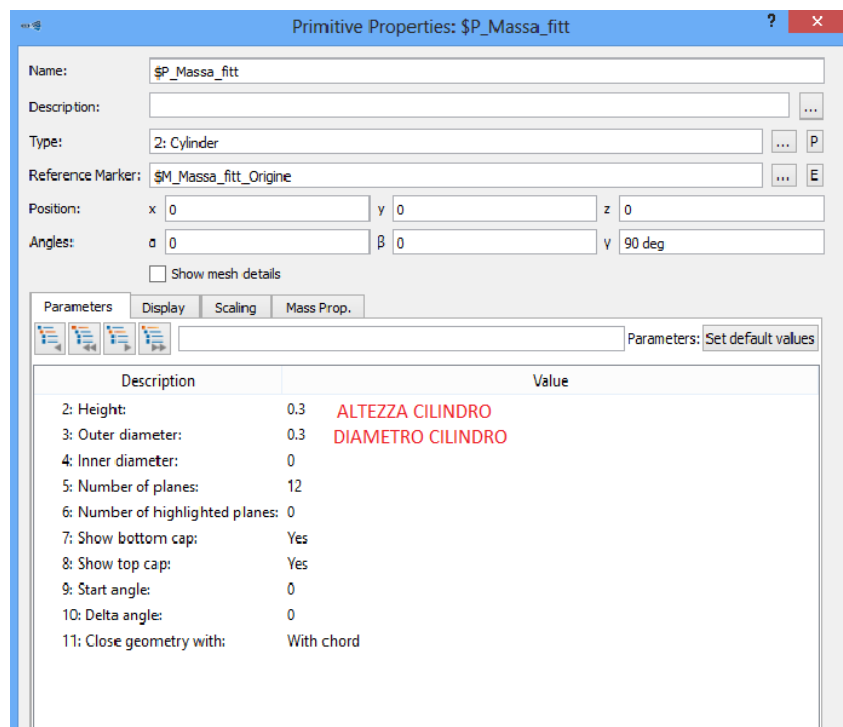 Primitive Properties: $P_Massa_fitt ?
Name: $P_Massa_fitt
Description: ...
Type: 2: Cylinder ... P
Reference Marker: $M_Massa_fitt_Origine ... E
Position: x 0 y 0 z 0
Angles: α 0 β 0 γ 90 deg
Show mesh details
Parameters Display Scaling Mass Prop.
Parameters: Set default values
Description Value
2: Height: 0.3 ALTEZZA CILINDRO
3: Outer diameter: 0.3 DIAMETRO CILINDRO
4: Inner diameter: 0
5: Number of planes: 12
6: Number of highlighted planes: 0
7: Show bottom cap: Yes
8: Show top cap: Yes
9: Start angle: 0
10: Delta angle: 0
11: Close geometry with: With chord